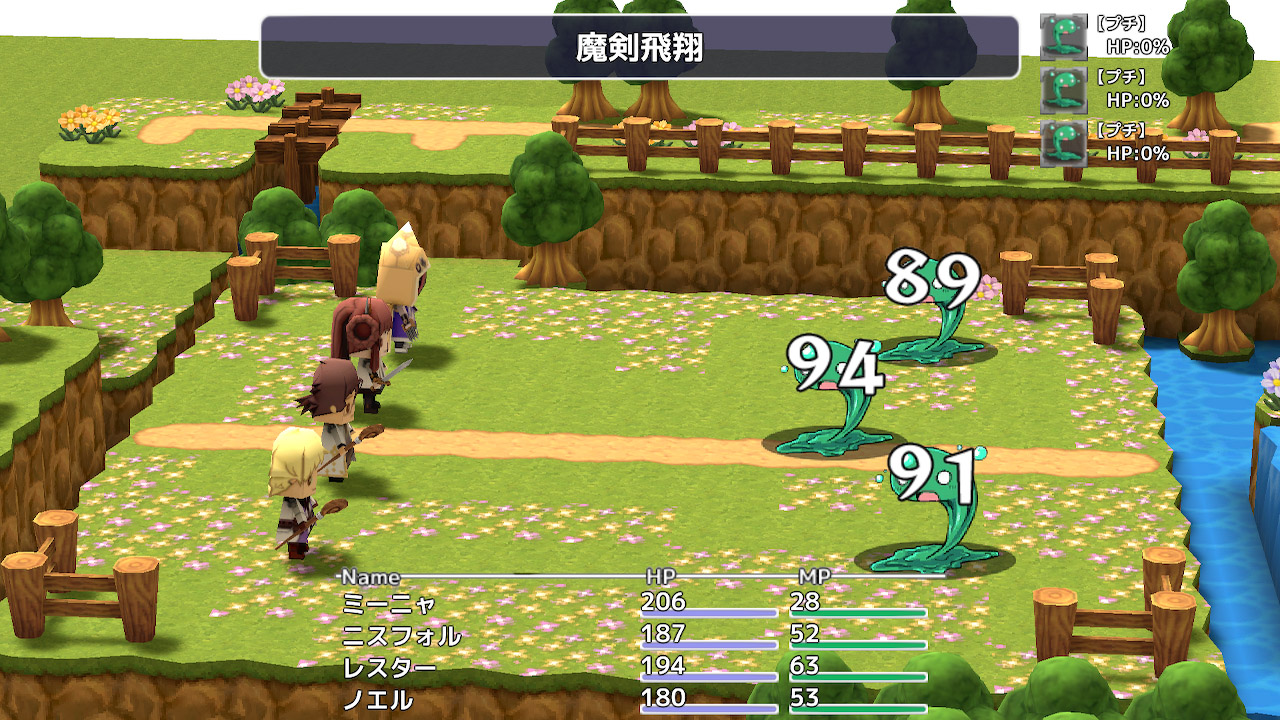 魔剣飛翔
【プチ】
HP:0%
【プチ】
HP:0%
【プチ】
HP:0%
89
94
91
Name HP MP
ミーニャ 206 28
ニスフォル 187 52
レスター 194 63
ノエル 180 53